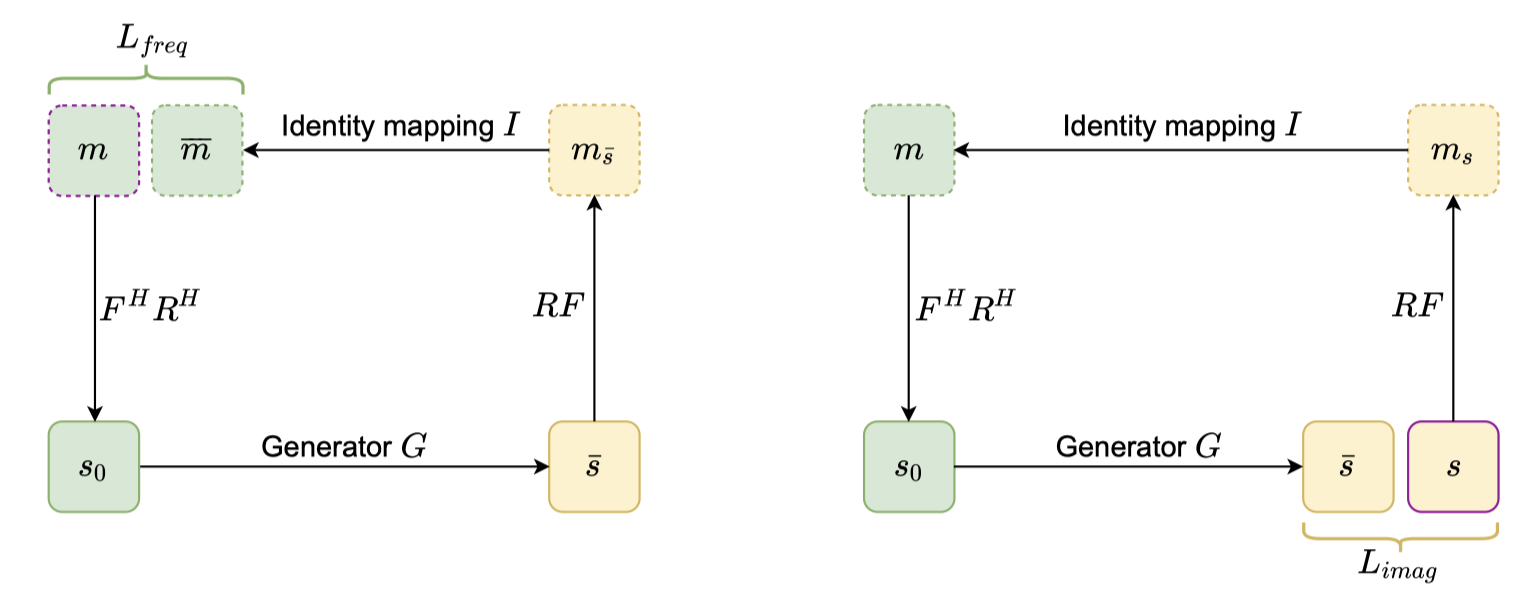 L_{freq}
m
\overline{m}
Identity mapping I
m_{\bar{s}}
F^H R^H
RF
s_0
Generator G
\bar{s}
m
Identity mapping I
m_s
F^H R^H
RF
s_0
Generator G
\bar{s}
s
L_{imag}